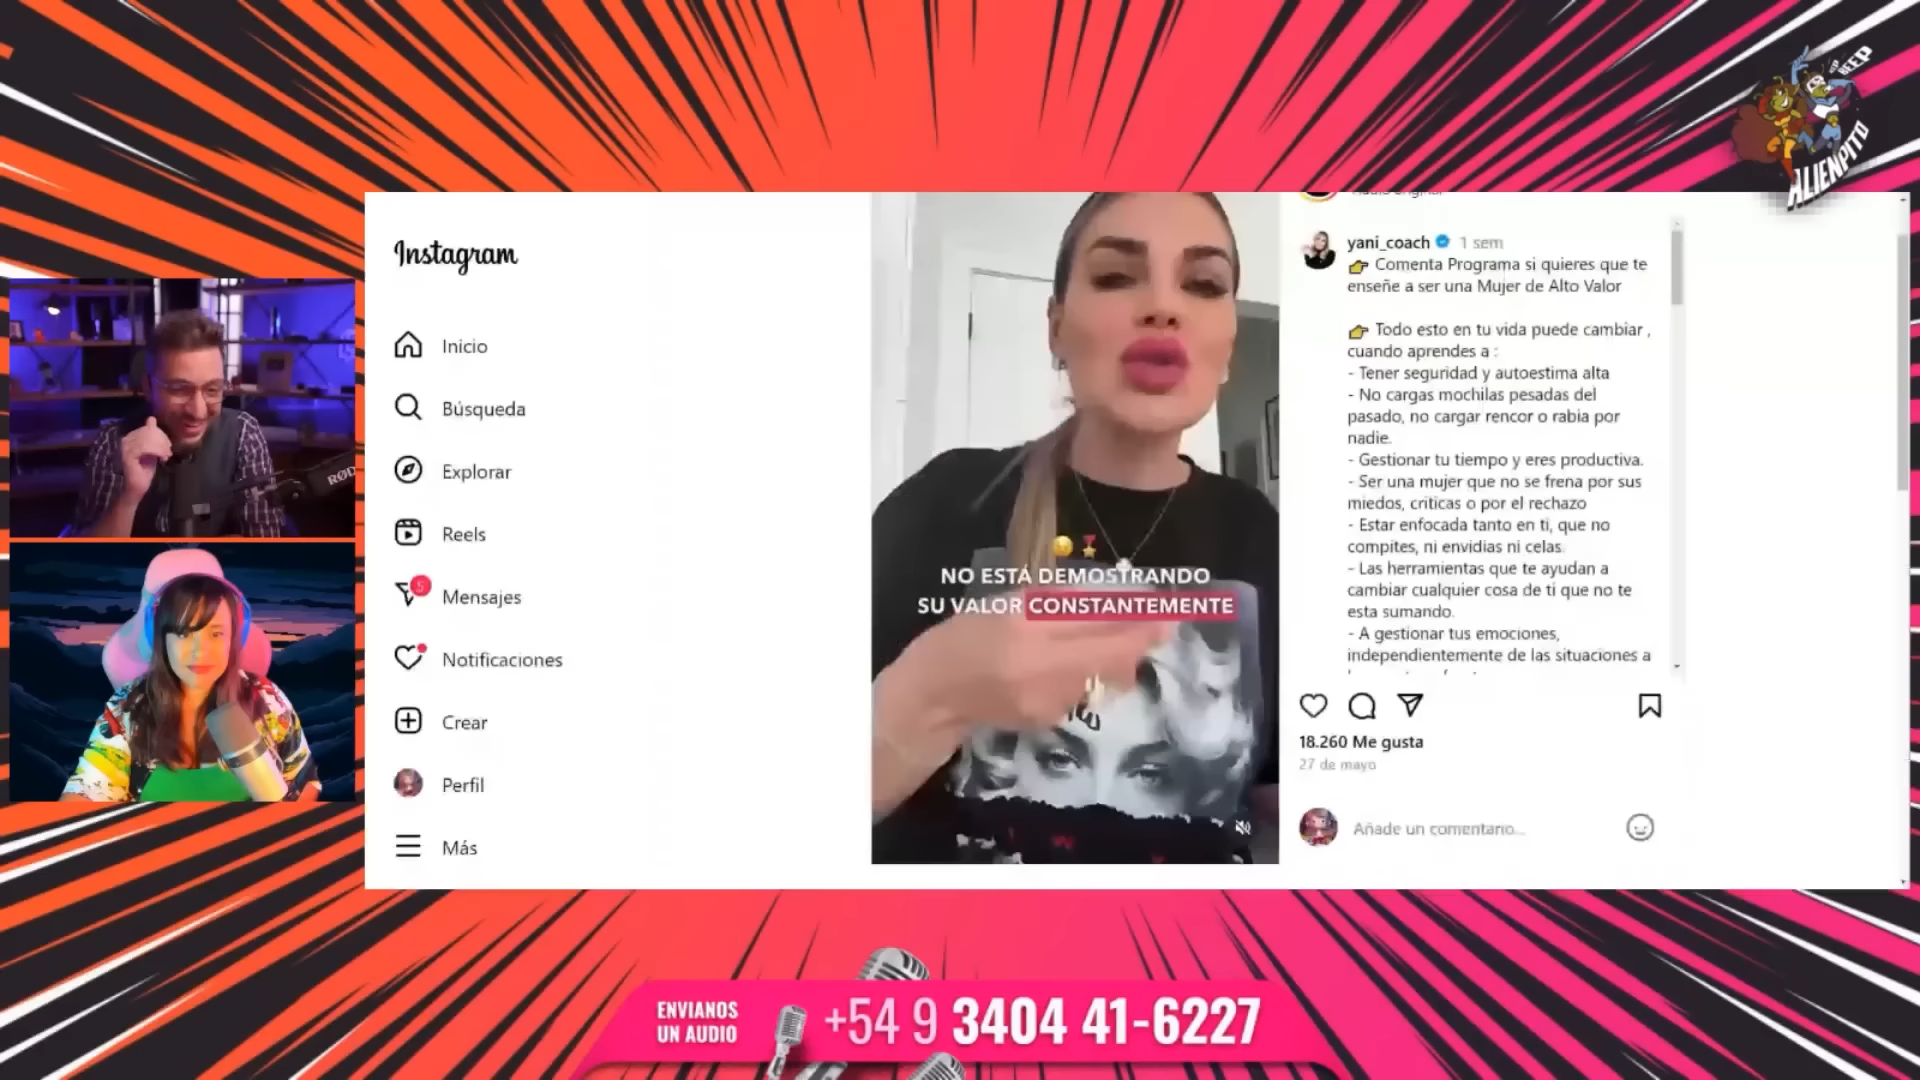 BEEP
ALIENPITO
Instagram
Inicio
Búsqueda
Explorar
Reels
5
Mensajes
Notificaciones
Crear
Perfil
Más
RØD
NO ESTÁ DEMOSTRANDO
SU VALOR CONSTANTEMENTE
yani_coach 1 sem
👉 Comenta Programa si quieres que te
enseñe a ser una Mujer de Alto Valor
👉 Todo esto en tu vida puede cambiar ,
cuando aprendes a :
- Tener seguridad y autoestima alta
- No cargas mochilas pesadas del
pasado, no cargar rencor o rabia por
nadie.
- Gestionar tu tiempo y eres productiva.
- Ser una mujer que no se frena por sus
miedos, criticas o por el rechazo
- Estar enfocada tanto en ti, que no
compites, ni envidias ni celas.
- Las herramientas que te ayudan a
cambiar cualquier cosa de ti que no te
esta sumando.
- A gestionar tus emociones,
independientemente de las situaciones a
18.260 Me gusta
27 de mayo
Añade un comentario...
ENVIANOS
UN AUDIO
+54 9 3404 41-6227